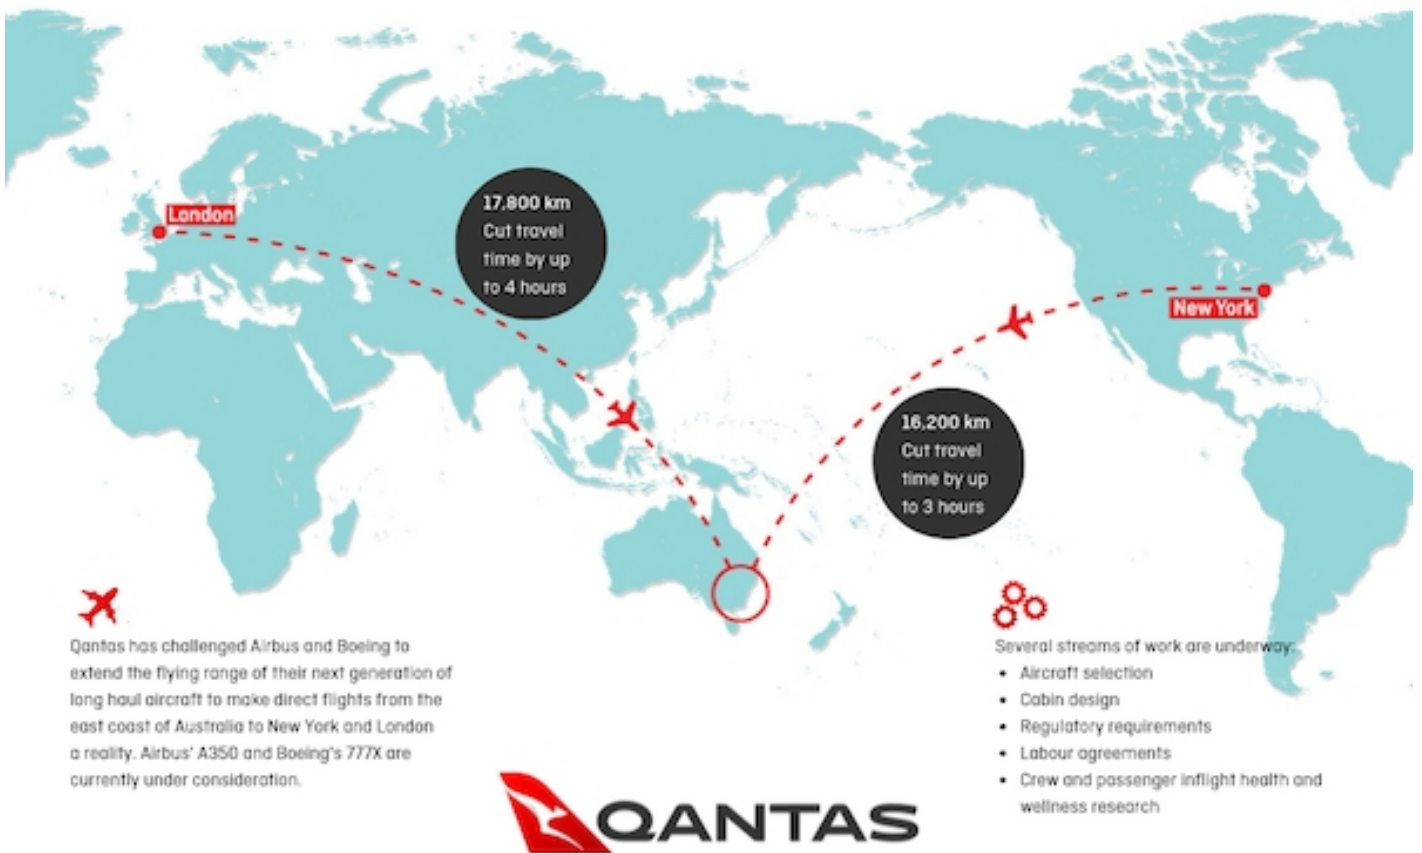 London
17,800 km
Cut travel
time by up
to 4 hours
New York
16,200 km
Cut travel
time by up
to 3 hours
Qantas has challenged Airbus and Boeing to
extend the flying range of their next generation of
long haul aircraft to make direct flights from the
east coast of Australia to New York and London
a reality. Airbus' A350 and Boeing's 777X are
currently under consideration.
Several streams of work are underway:
• Aircraft selection
• Cabin design
• Regulatory requirements
• Labour agreements
• Crew and passenger inflight health and
wellness research
QANTAS